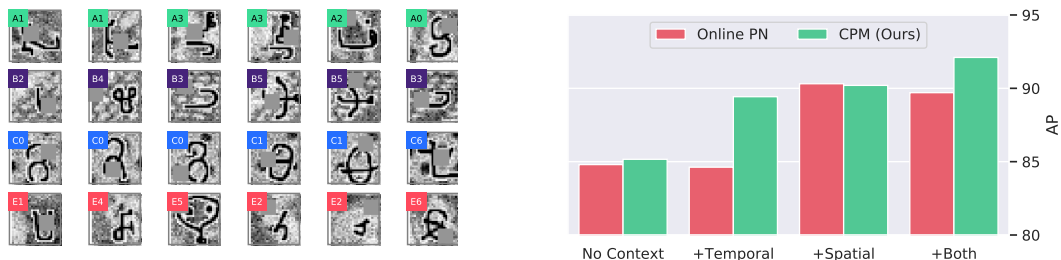 A1 A1 A3 A3 A2 A0
B2 B4 B3 B5 B5 B3
C0 C0 C0 C1 C1 C6
E1 E4 E5 E2 E2 E6
Online PN CPM (Ours)
95
90
85
80
AP
No Context +Temporal +Spatial +Both